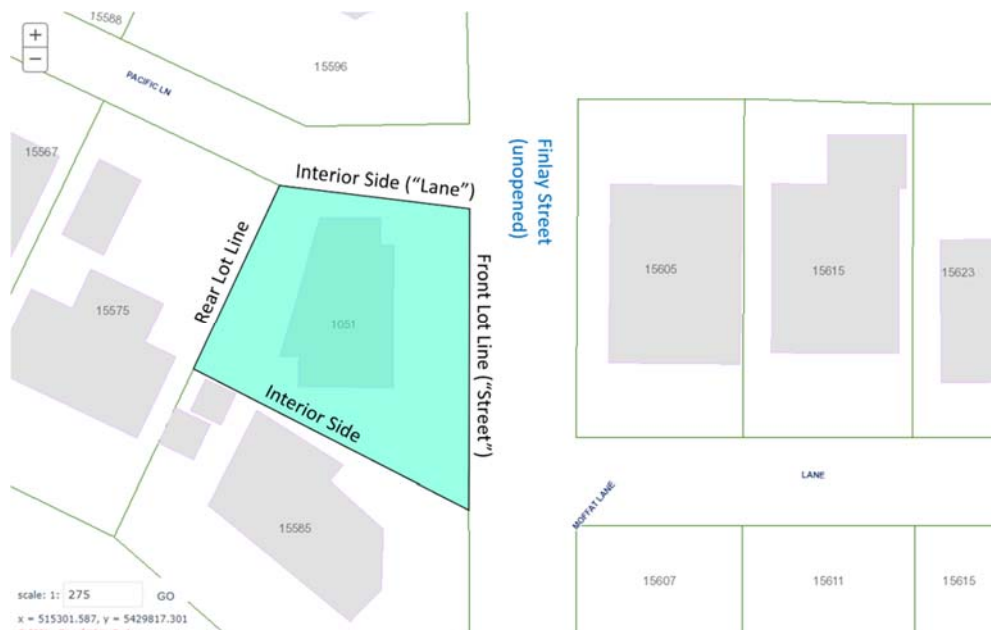 +
−
15588
15596
PACIFIC LN
15567
Interior Side (“Lane”)
Finlay Street
(unopened)
Rear Lot Line
Front Lot Line (“Street”)
15605
15615
15623
15575
1051
Interior Side
LANE
MOFFAT LANE
15585
15607
15611
15615
scale: 1: 275 GO
x = 515301.587, y = 5429817.301